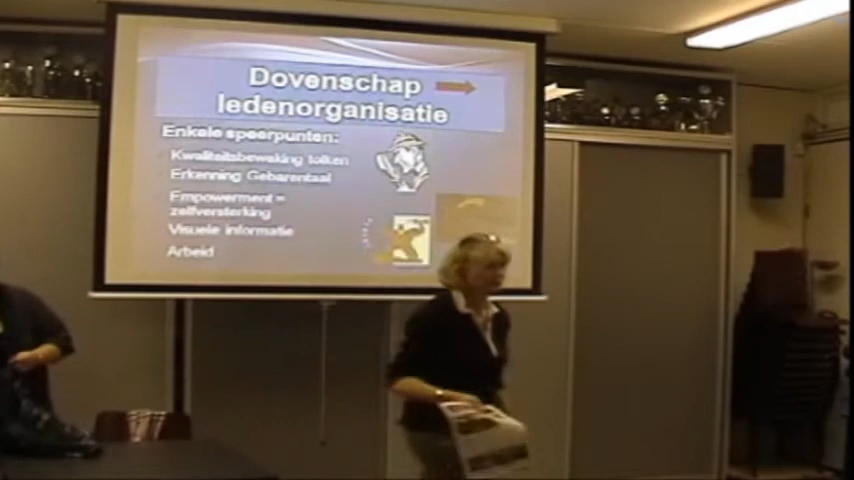 Dovenschap
ledenorganisatie
Enkele speerpunten:
Kwaliteitsbewaking tolken
Erkenning Gebarentaal
Empowerment =
zelfversterking
Visuele informatie
Arbeid